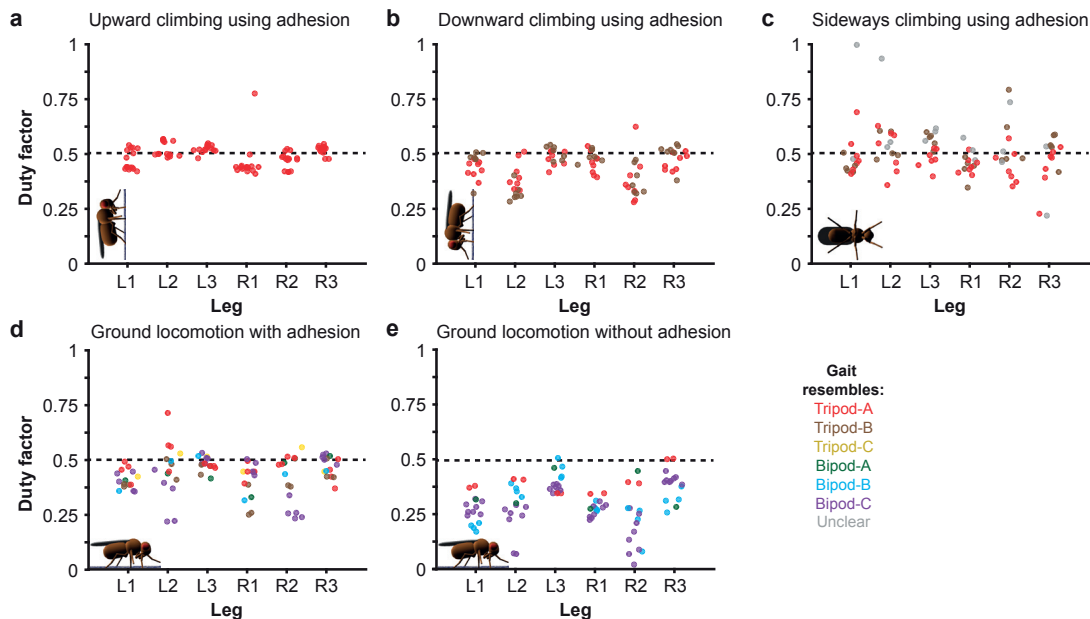 a Upward climbing using adhesion
1
0.75
0.5
0.25
0
Duty factor
L1 L2 L3 R1 R2 R3
Leg
b Downward climbing using adhesion
1
0.75
0.5
0.25
0
L1 L2 L3 R1 R2 R3
Leg
c Sideways climbing using adhesion
1
0.75
0.5
0.25
0
L1 L2 L3 R1 R2 R3
Leg
d Ground locomotion with adhesion
1
0.75
0.5
0.25
0
Duty factor
L1 L2 L3 R1 R2 R3
Leg
e Ground locomotion without adhesion
1
0.75
0.5
0.25
0
L1 L2 L3 R1 R2 R3
Leg
Gait
resembles:
Tripod-A
Tripod-B
Tripod-C
Bipod-A
Bipod-B
Bipod-C
Unclear